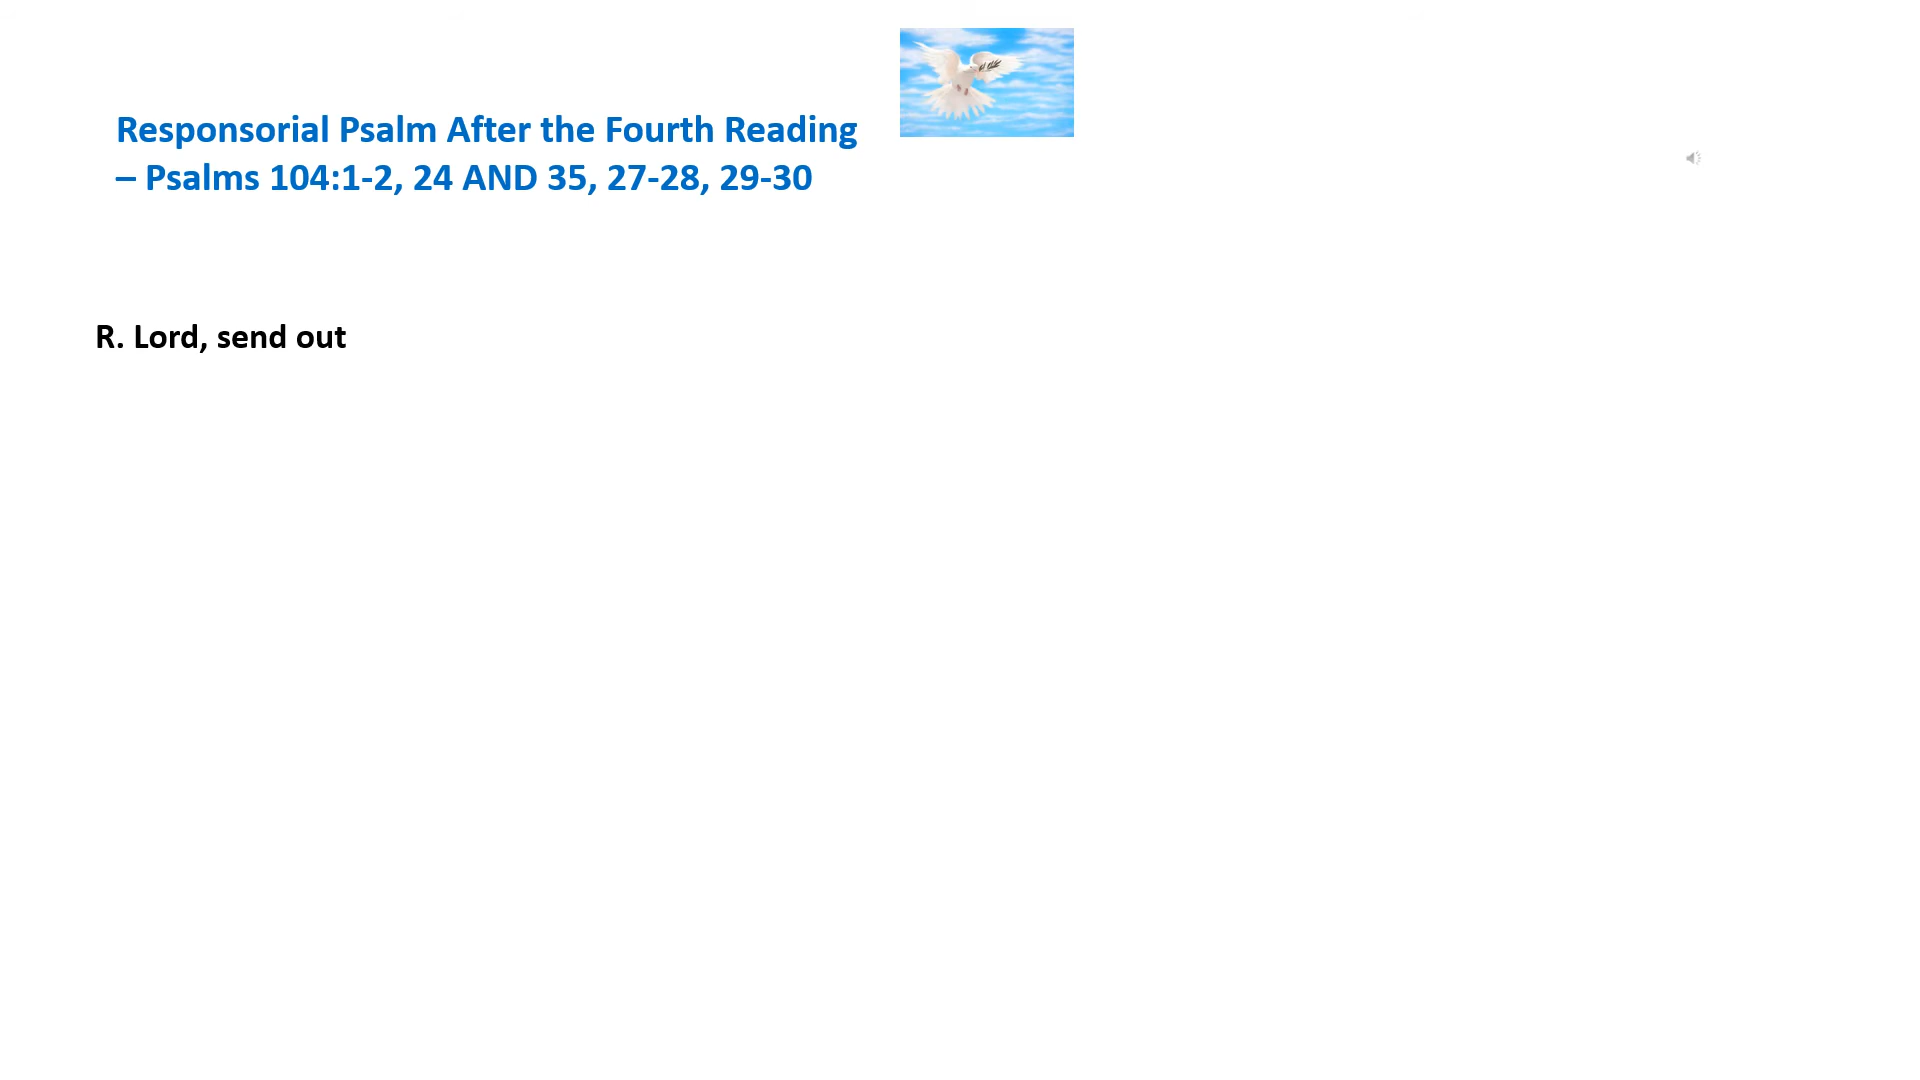 Responsorial Psalm After the Fourth Reading
– Psalms 104:1-2, 24 AND 35, 27-28, 29-30
R. Lord, send out